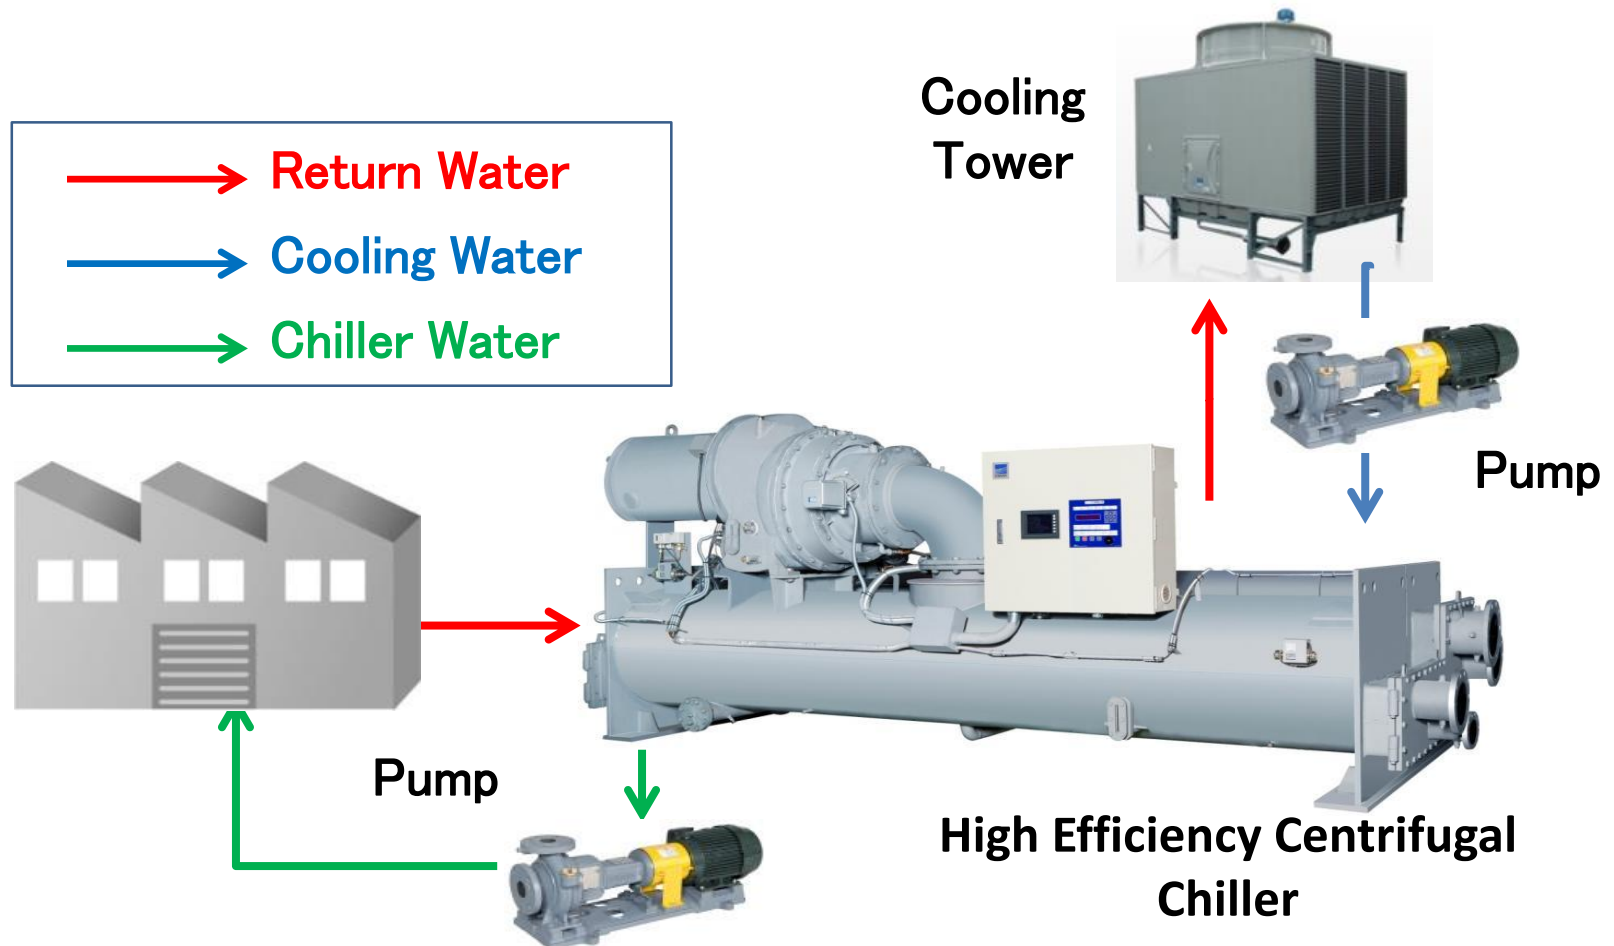 Cooling
Tower
Return Water
Cooling Water
Chiller Water
Pump
Pump
High Efficiency Centrifugal
Chiller